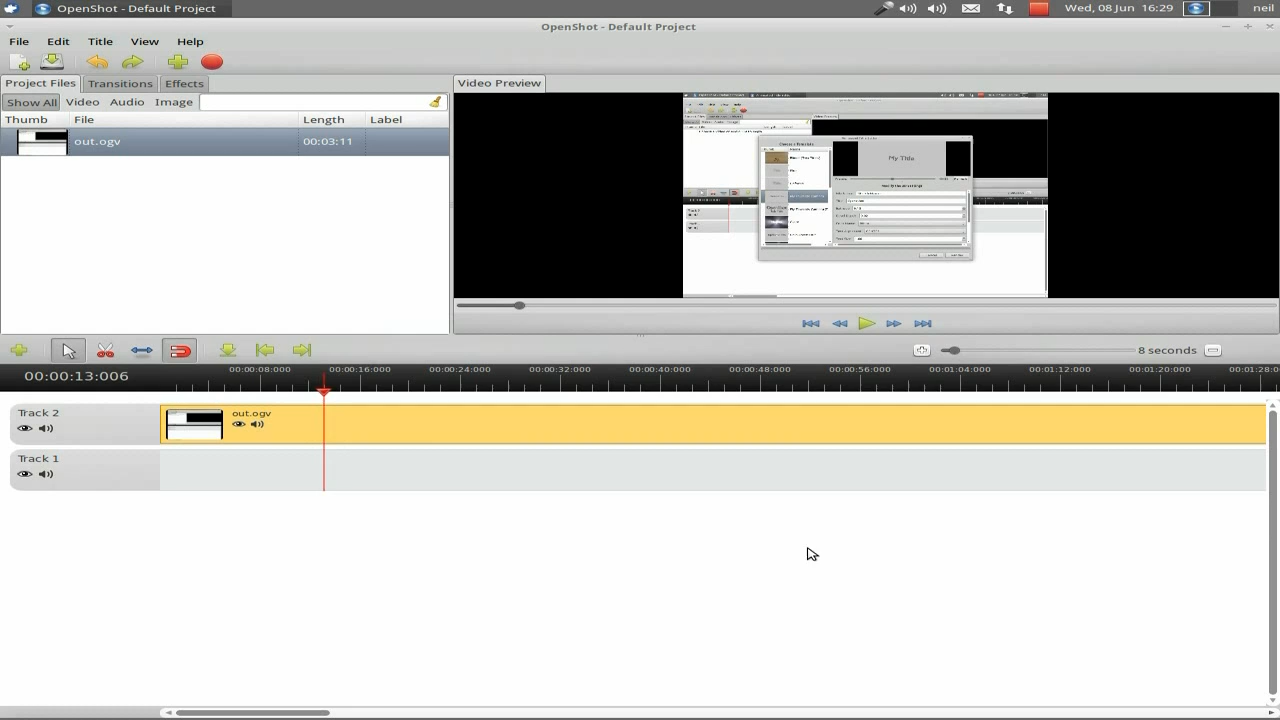 OpenShot - Default Project
Wed, 08 Jun 16:29
neil
OpenShot - Default Project
File Edit Title View Help
Project Files Transitions Effects
Video Preview
Show All Video Audio Image
Thumb File Length Label
out.ogv 00:03:11
My Title
8 seconds
00:00:13:006
00:00:08:000 00:00:16:000 00:00:24:000 00:00:32:000 00:00:40:000 00:00:48:000 00:00:56:000 00:01:04:000 00:01:12:000 00:01:20:000 00:01:28:0
Track 2
out.ogv
Track 1